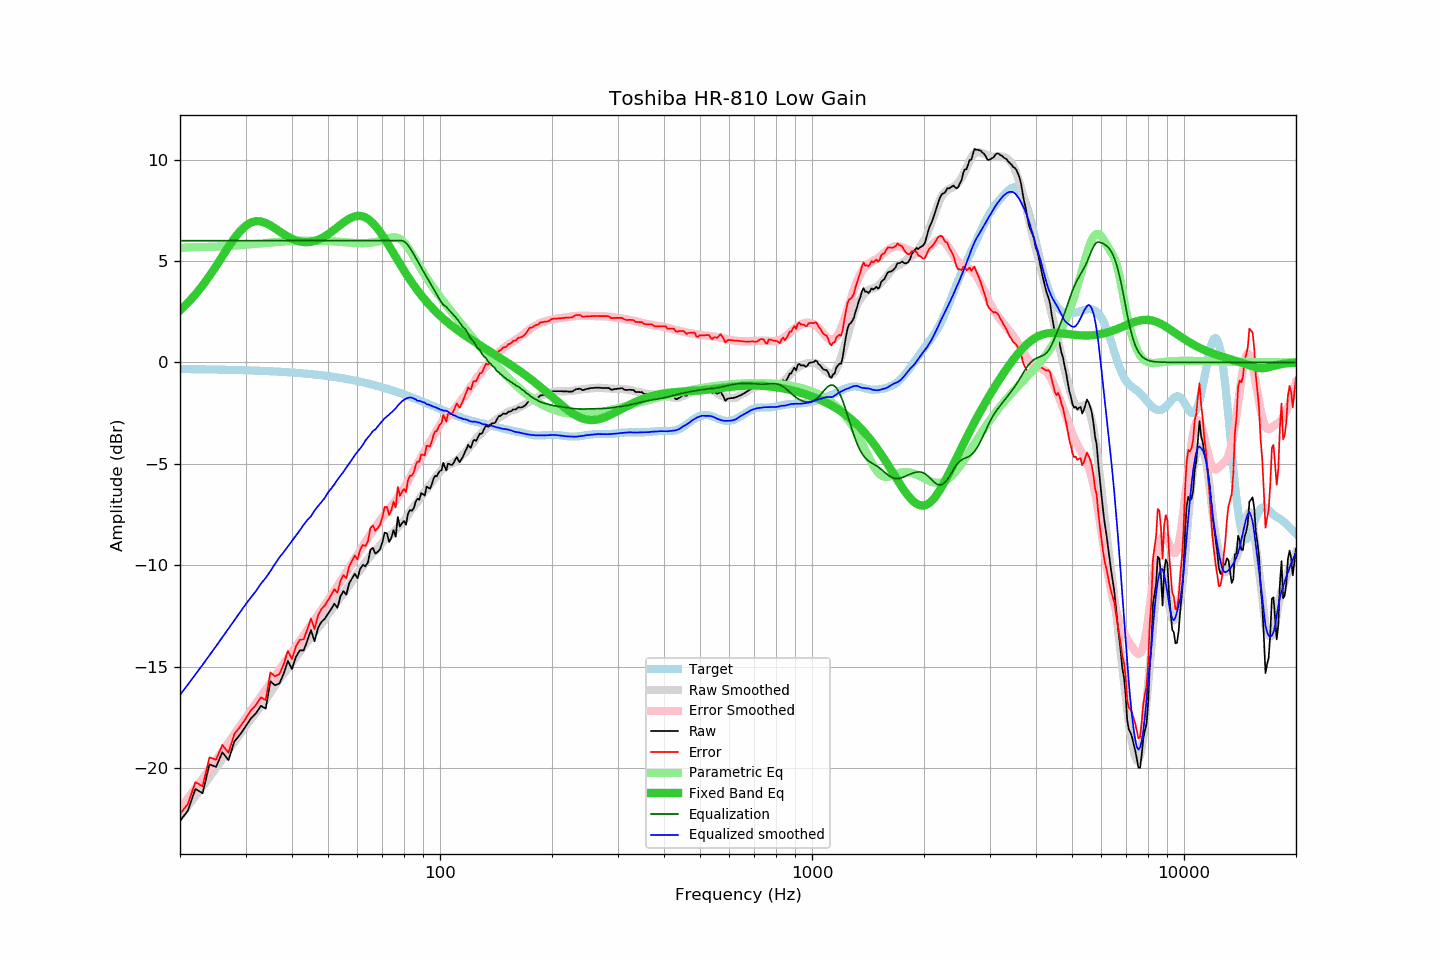 Toshiba HR-810 Low Gain
Amplitude (dBr)
10
5
0
−5
−10
−15
−20
100
1000
10000
Frequency (Hz)
Target
Raw Smoothed
Error Smoothed
Raw
Error
Parametric Eq
Fixed Band Eq
Equalization
Equalized smoothed